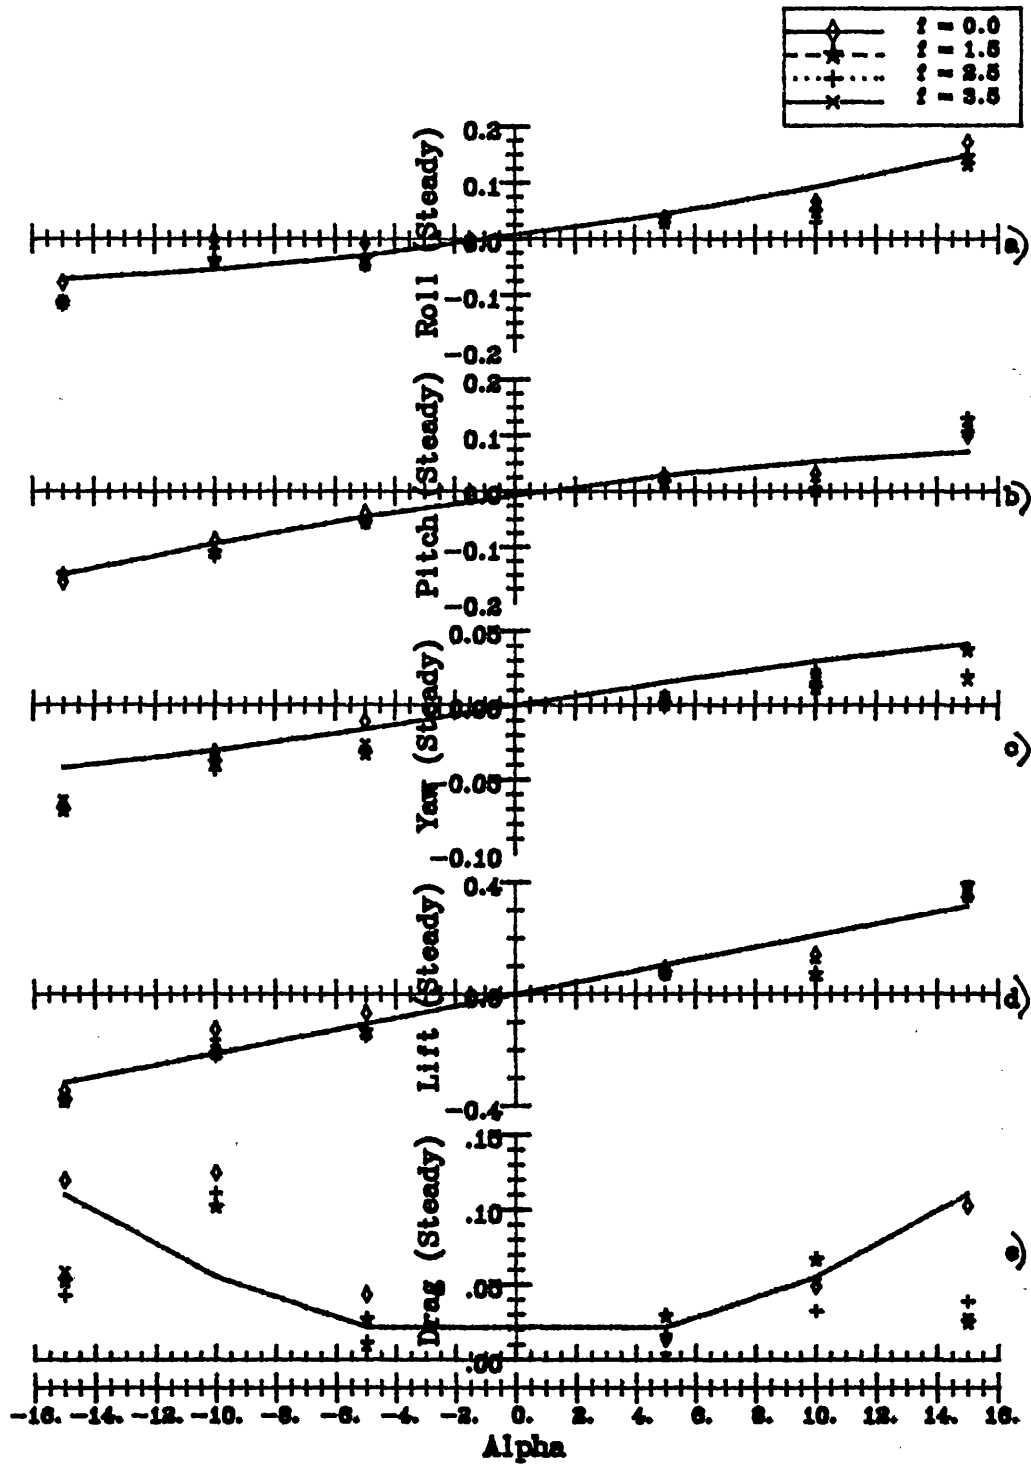 f = 0.0
f = 1.5
f = 2.5
f = 3.5
Roll (Steady)
0.2
0.1
0.0
-0.1
-0.2
a)
Pitch (Steady)
0.2
0.1
0.0
-0.1
-0.2
b)
Yaw (Steady)
0.05
0.00
-0.05
-0.10
c)
Lift (Steady)
0.4
0.0
-0.4
d)
Drag (Steady)
.15
.10
.05
.00
e)
-16. -14. -12. -10. -8. -6. -4. -2. 0. 2. 4. 6. 8. 10. 12. 14. 16.
Alpha